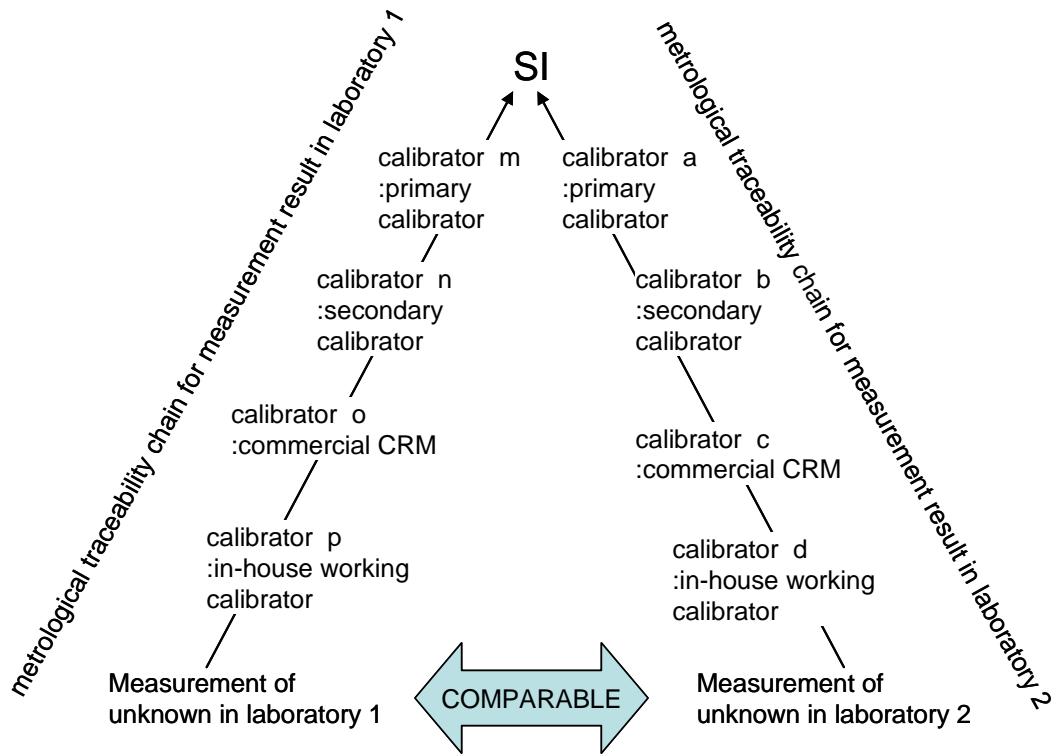 metrological traceability chain for measurement result in laboratory 1
SI
metrological traceability chain for measurement result in laboratory 2
calibrator m
:primary
calibrator
calibrator a
:primary
calibrator
calibrator n
:secondary
calibrator
calibrator b
:secondary
calibrator
calibrator o
:commercial CRM
calibrator c
:commercial CRM
calibrator p
:in-house working
calibrator
calibrator d
:in-house working
calibrator
Measurement of
unknown in laboratory 1
COMPARABLE
Measurement of
unknown in laboratory 2